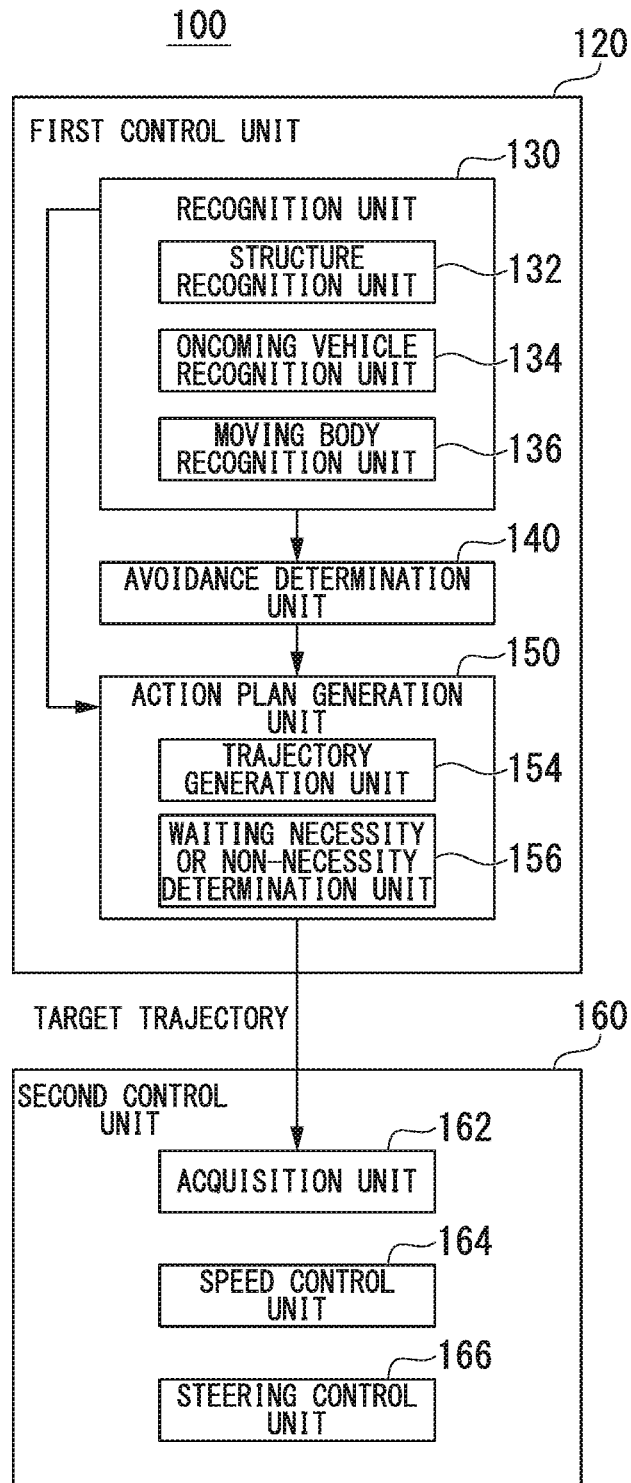 100
120
FIRST CONTROL UNIT
130
RECOGNITION UNIT
STRUCTURE
RECOGNITION UNIT
132
ONCOMING VEHICLE
RECOGNITION UNIT
134
MOVING BODY
RECOGNITION UNIT
136
140
AVOIDANCE DETERMINATION
UNIT
150
ACTION PLAN GENERATION
UNIT
TRAJECTORY
GENERATION UNIT
154
WAITING NECESSITY
OR NON-NECESSITY
DETERMINATION UNIT
156
TARGET TRAJECTORY
160
SECOND CONTROL
UNIT
162
ACQUISITION UNIT
164
SPEED CONTROL
UNIT
166
STEERING CONTROL
UNIT